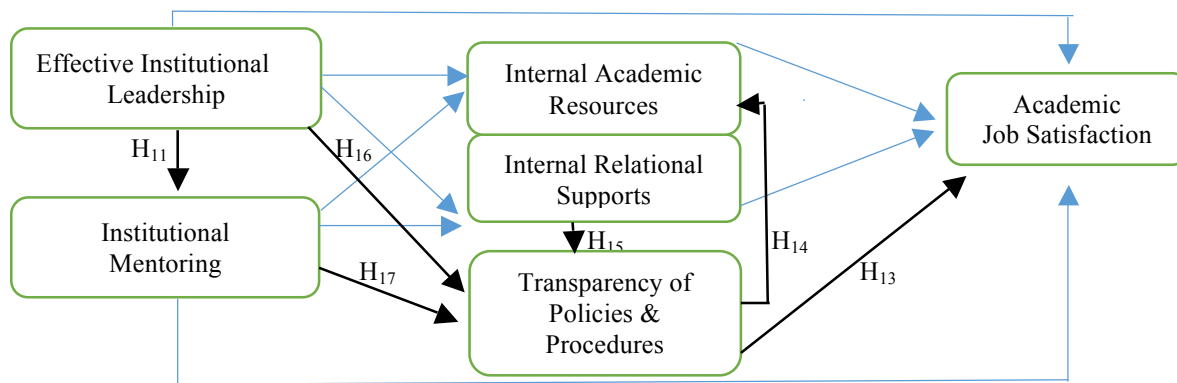 Effective Institutional
Leadership
Internal Academic
Resources
Academic
Job Satisfaction
H11
H16
Internal Relational
Supports
Institutional
Mentoring
H15
H14
H17
Transparency of
Policies &
Procedures
H13